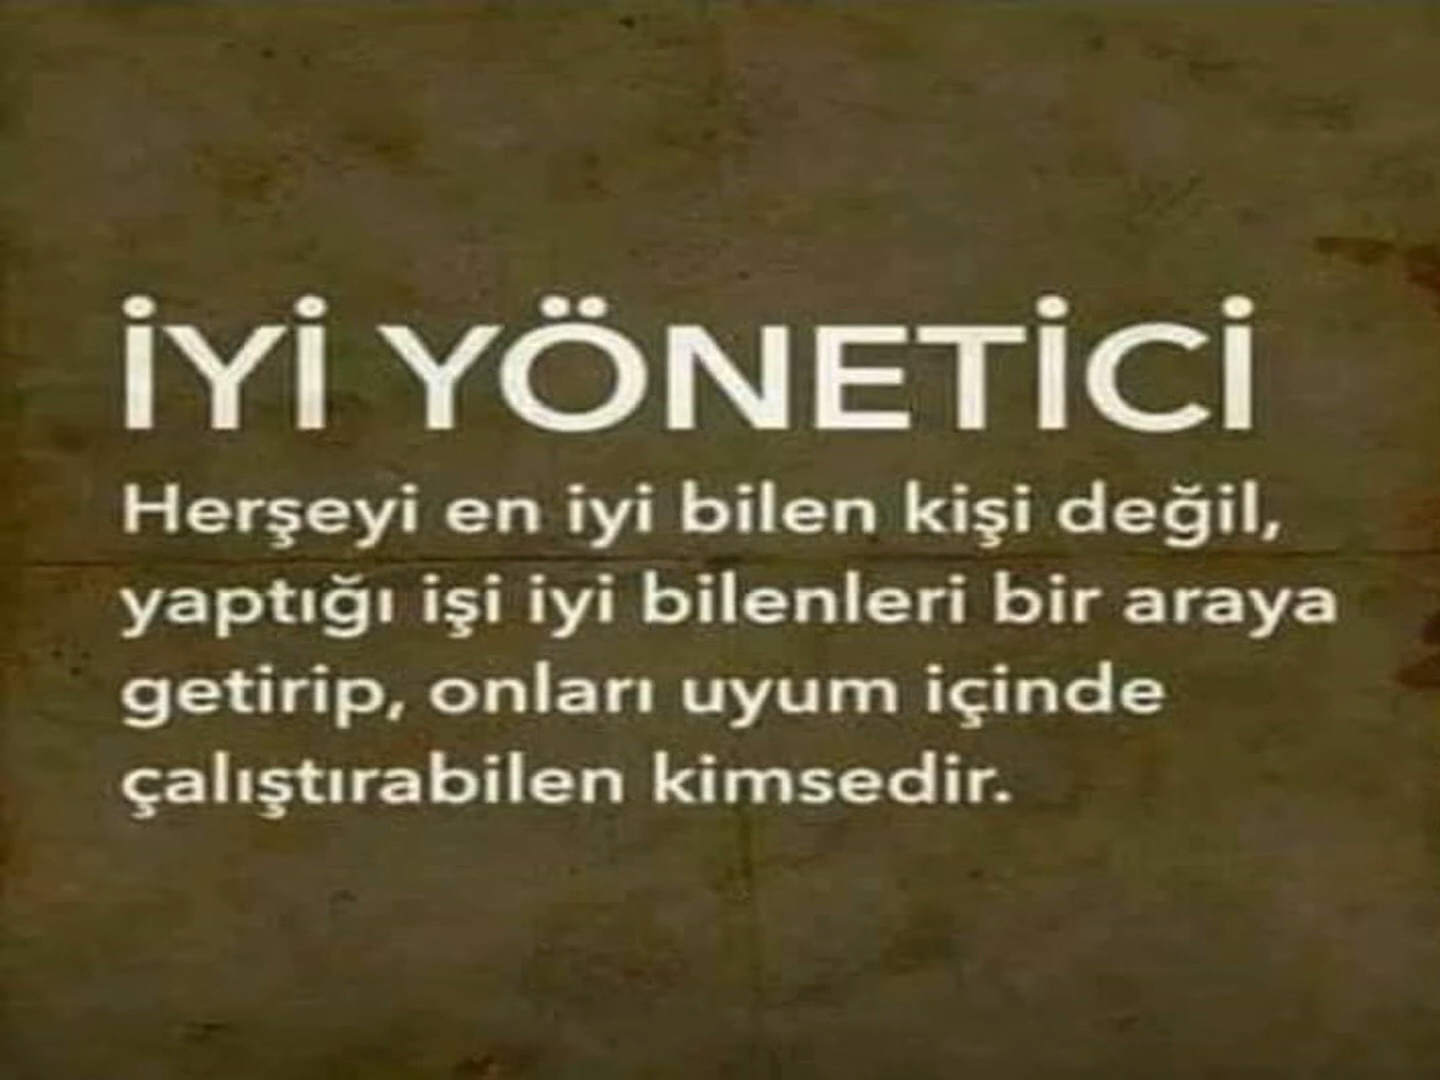 İYİ YÖNETİCİ
Herşeyi en iyi bilen kişi değil,
yaptığı işi iyi bilenleri bir araya
getirip, onları uyum içinde
çalıştırabilen kimsedir.